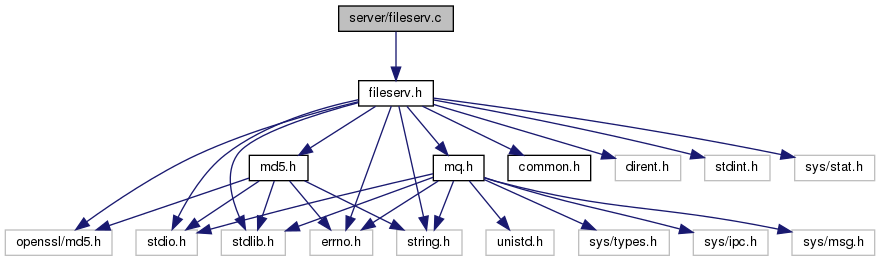 server/fileserv.c
fileserv.h
md5.h
mq.h
common.h
dirent.h
stdint.h
sys/stat.h
openssl/md5.h
stdio.h
stdlib.h
errno.h
string.h
unistd.h
sys/types.h
sys/ipc.h
sys/msg.h